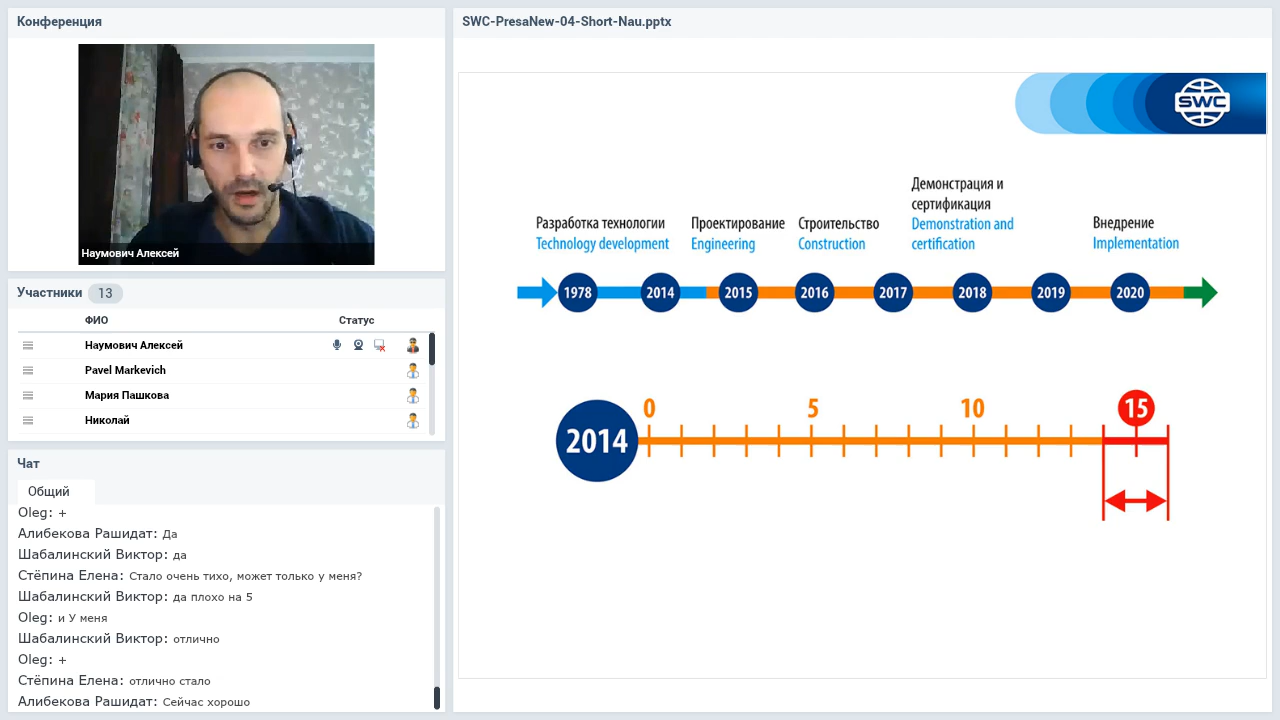 Конференция
Наумович Алексей
Участники 13
ФИО Статус
Наумович Алексей
Pavel Markevich
Мария Пашкова
Николай
Чат
Общий
Oleg: +
Алибекова Рашидат: Да
Шабалинский Виктор: да
Стёпина Елена: Стало очень тихо, может только у меня?
Шабалинский Виктор: да плохо на 5
Oleg: и У меня
Шабалинский Виктор: отлично
Oleg: +
Стёпина Елена: отлично стало
Алибекова Рашидат: Сейчас хорошо
SWC-PresaNew-04-Short-Nau.pptx
SWC
Разработка технологии
Technology development
Проектирование
Engineering
Строительство
Construction
Демонстрация и
сертификация
Demonstration and
certification
Внедрение
Implementation
1978 2014 2015 2016 2017 2018 2019 2020
0 5 10 15
2014